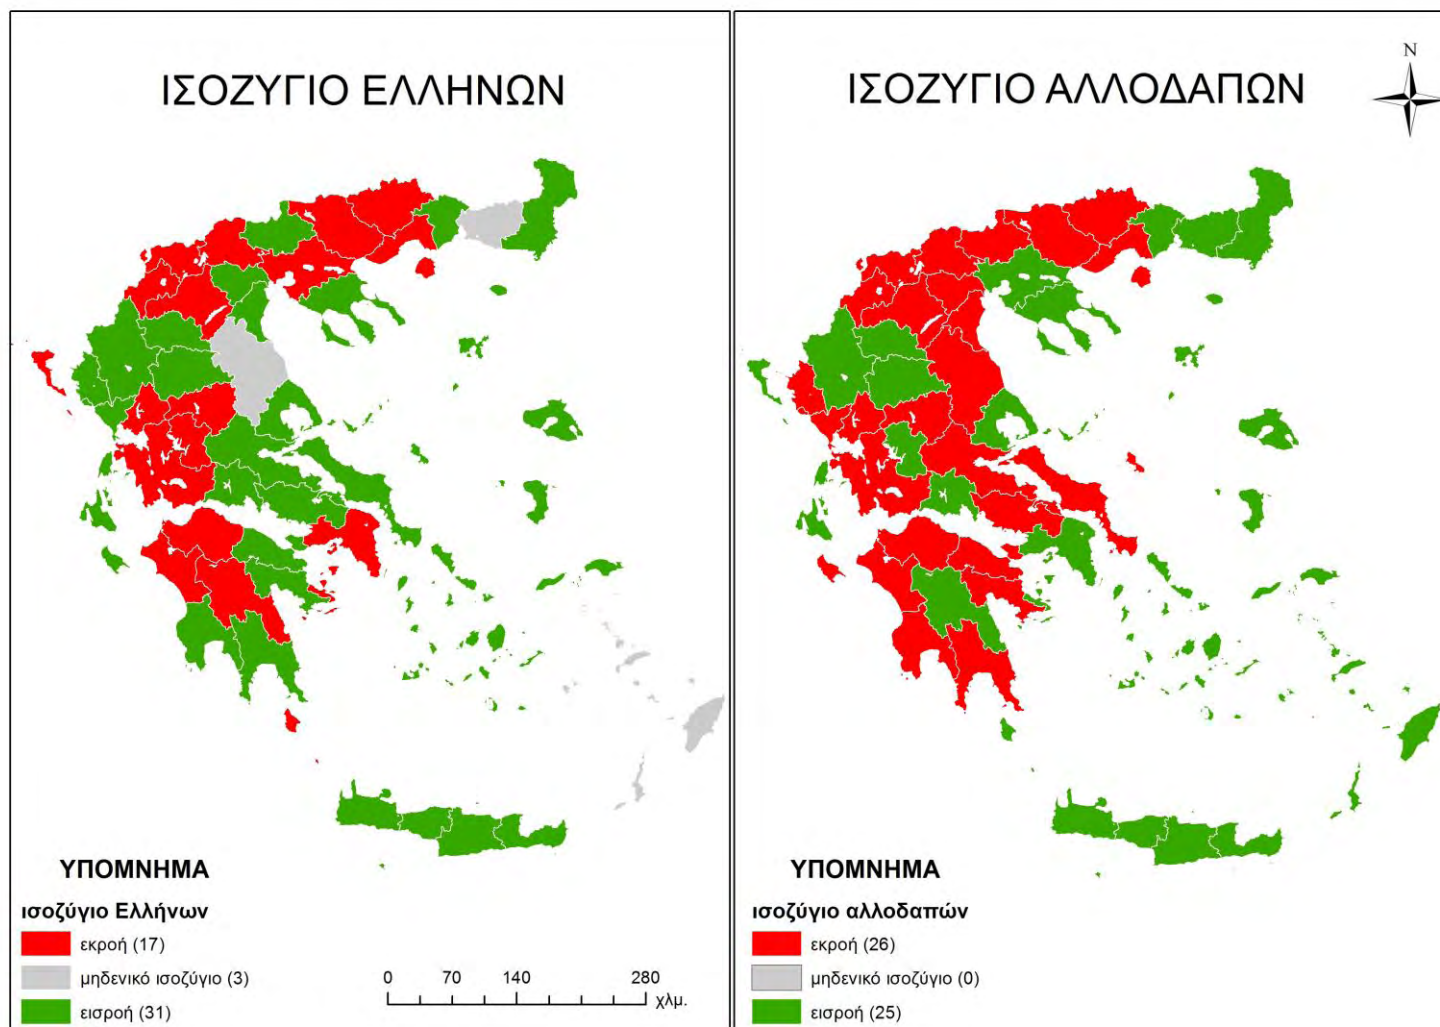 ΙΣΟΖΥΓΙΟ ΕΛΛΗΝΩΝ
ΥΠΟΜΝΗΜΑ
ισοζύγιο Ελλήνων
εκροή (17)
μηδενικό ισοζύγιο (3)
εισροή (31)
0 70 140 280
χλμ.
ΙΣΟΖΥΓΙΟ ΑΛΛΟΔΑΠΩΝ
N
ΥΠΟΜΝΗΜΑ
ισοζύγιο αλλοδαπών
εκροή (26)
μηδενικό ισοζύγιο (0)
εισροή (25)